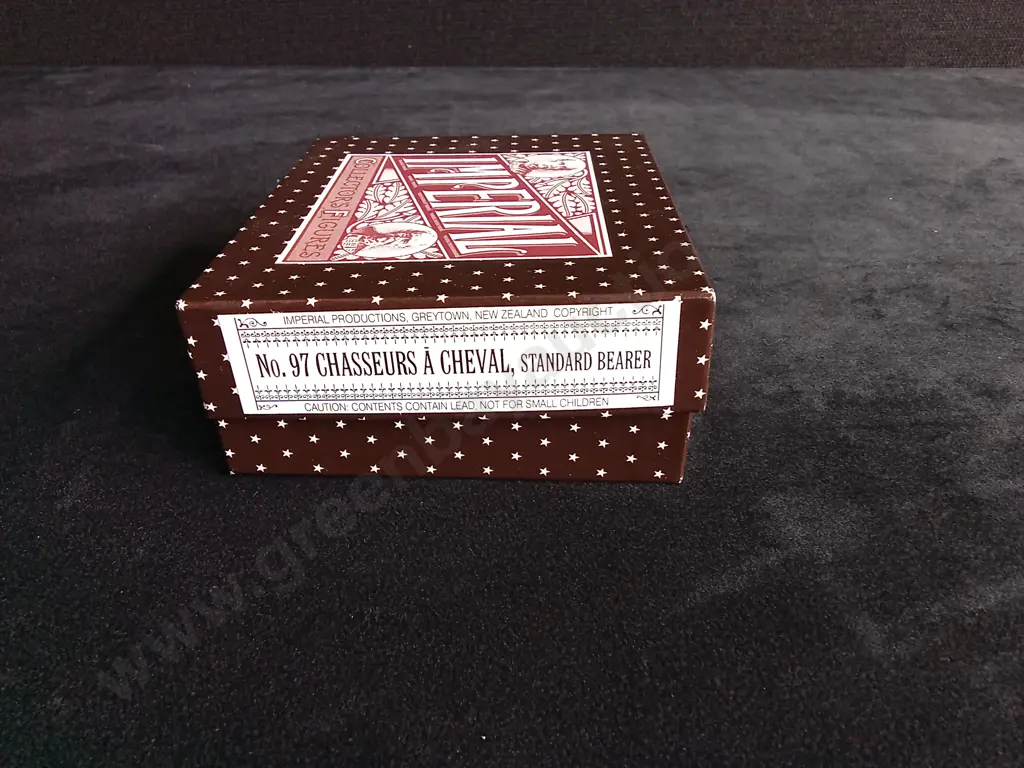 IMPERIAL
COLLECTORS FIGURES
IMPERIAL PRODUCTIONS, GREYTOWN, NEW ZEALAND COPYRIGHT
No. 97 CHASSEURS À CHEVAL, STANDARD BEARER
CAUTION: CONTENTS CONTAIN LEAD, NOT FOR SMALL CHILDREN